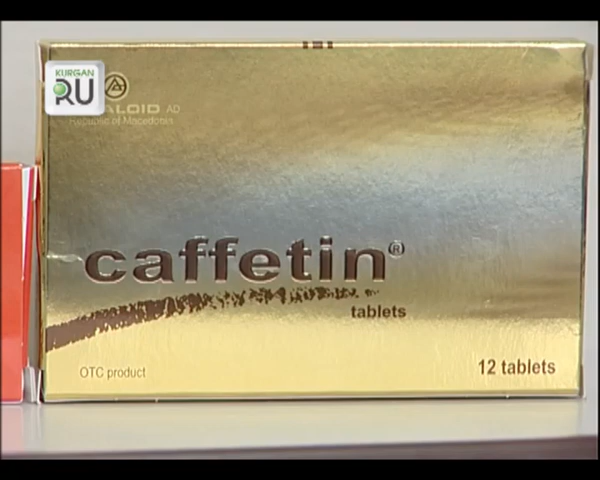 KURGAN
RU
ALOID AD
Republic of Macedonia
caffetin®
tablets
OTC product
12 tablets